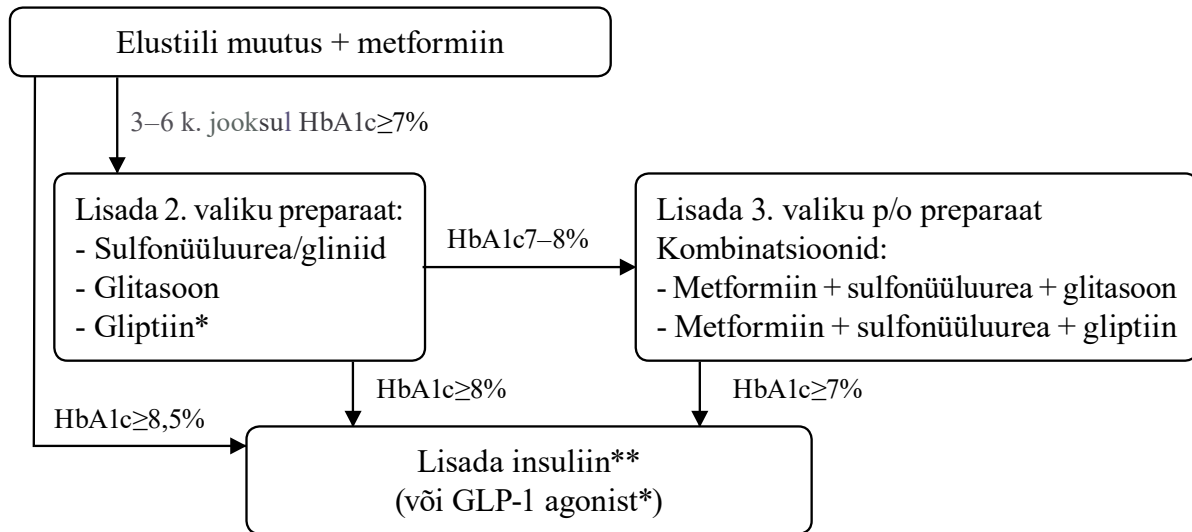 Elustiili muutus + metformiin
3–6 k. jooksul HbA1c≥7%
Lisada 2. valiku preparaat:
- Sulfonüüluurea/gliniid
- Glitasoon
- Gliptiin*
HbA1c7–8%
Lisada 3. valiku p/o preparaat
Kombinatsioonid:
- Metformiin + sulfonüüluurea + glitasoon
- Metformiin + sulfonüüluurea + gliptiin
HbA1c≥8%
HbA1c≥7%
HbA1c≥8,5%
Lisada insuliin**
(või GLP-1 agonist*)